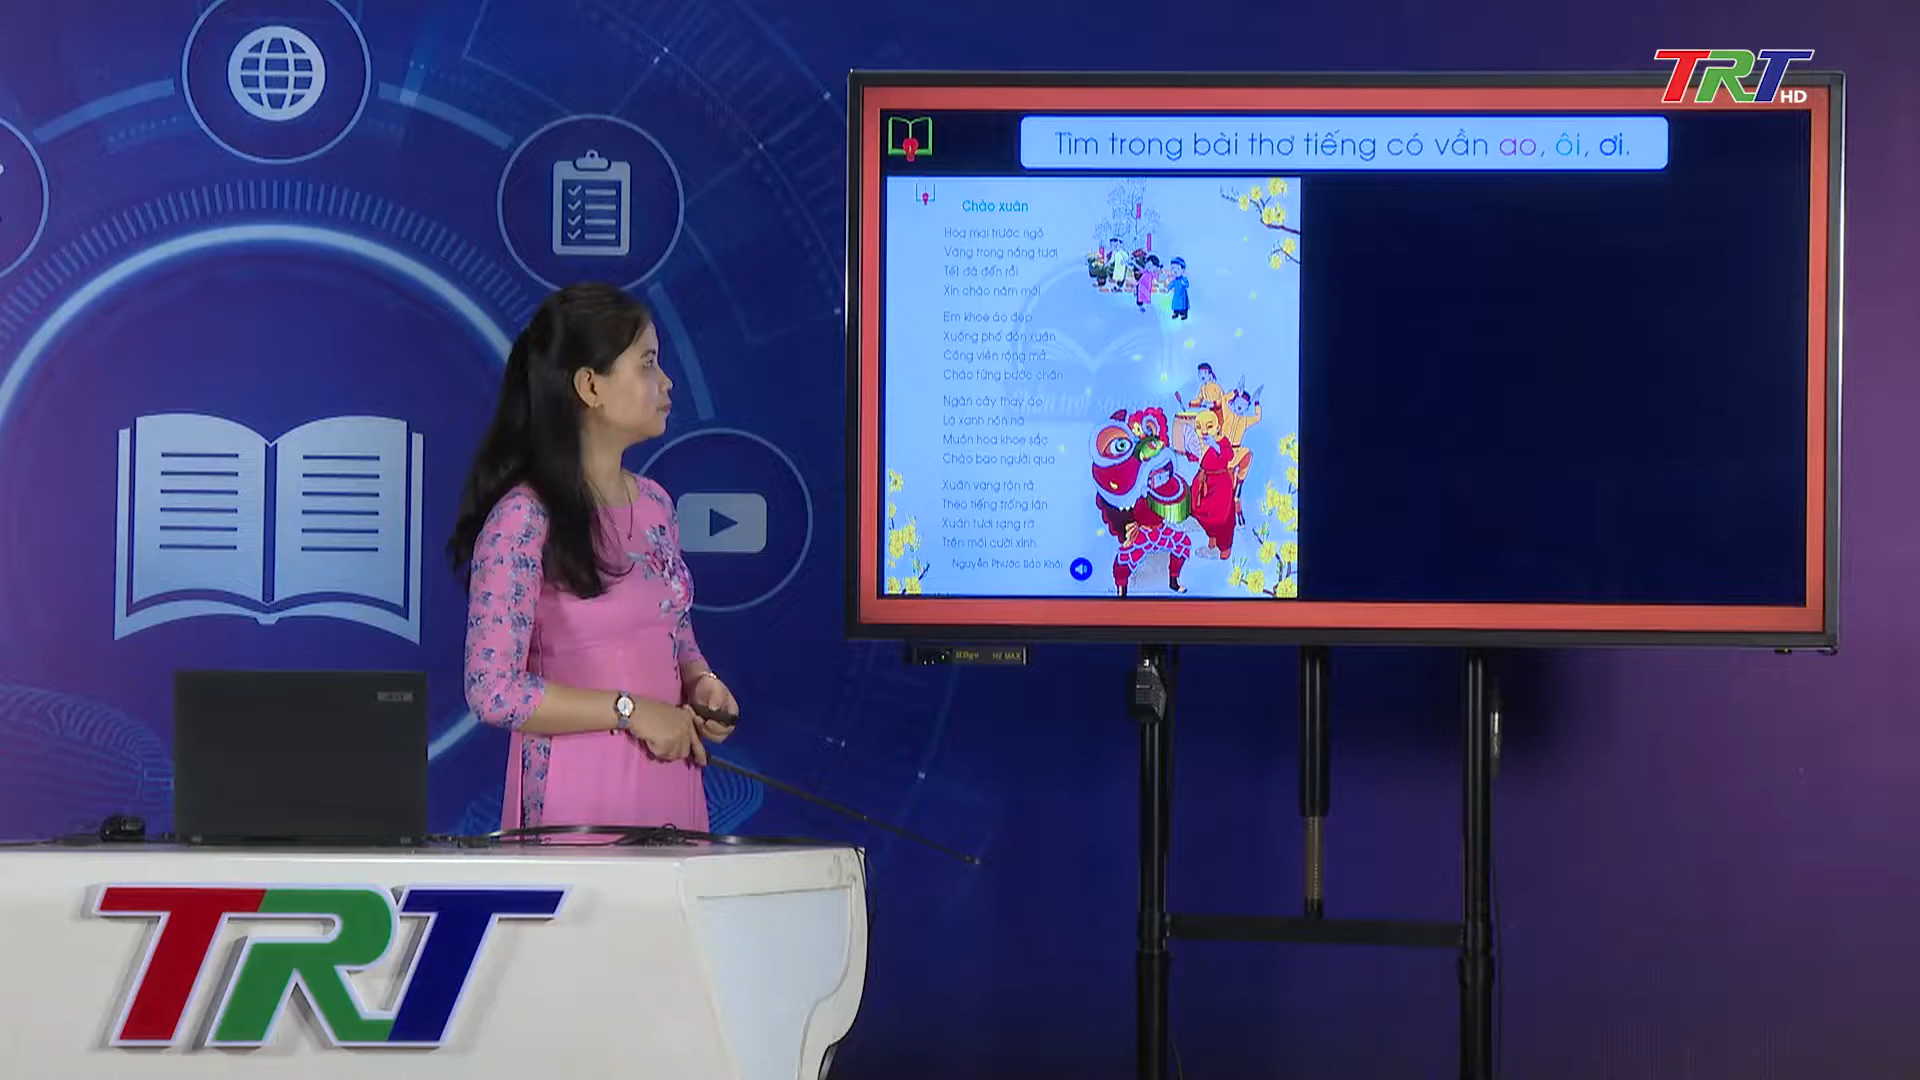 TRT HD
Tìm trong bài thơ tiếng có vần ao, ôi, ơi.
Chào xuân
Hoa mai trước ngõ
Vàng trong nắng tươi
Tết đã đến rồi
Xin chào năm mới
Em khoe áo đẹp
Xuống phố đón xuân
Công viên rộng mở
Chào từng bước chân
Ngàn cây thay áo
Lá xanh nõn nà
Muôn hoa khoe sắc
Chào bao người qua
Xuân vang rộn rã
Theo tiếng trống lân
Xuân tươi rạng rỡ
Trên môi cười xinh.
Nguyễn Phước Bảo Khôi
acer
TRT